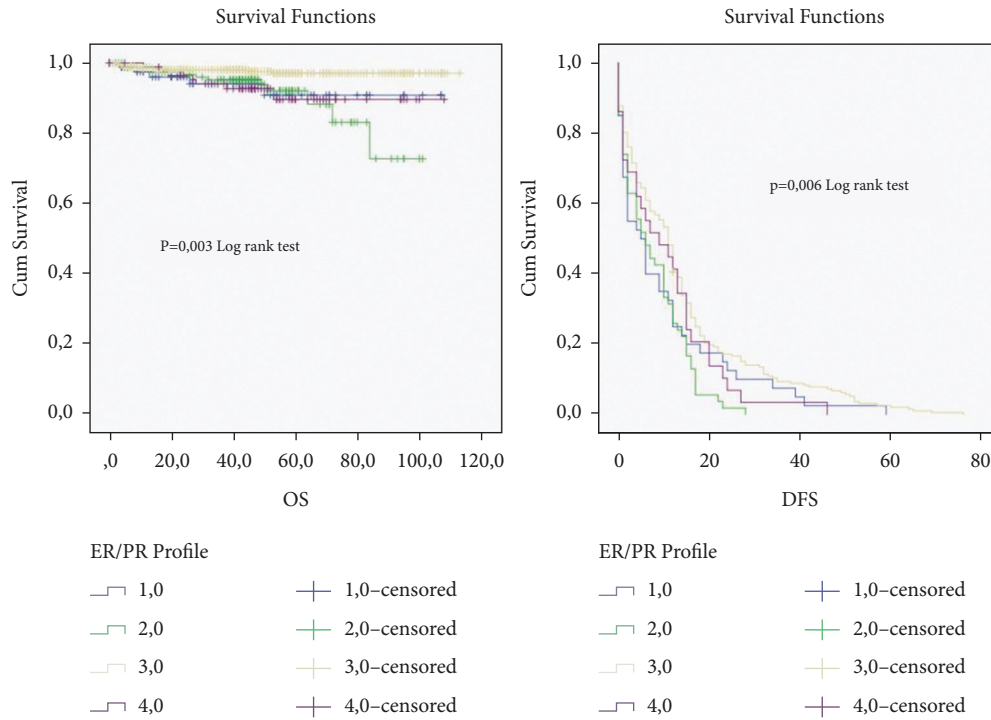 Survival Functions
1,0
0,8
0,6
0,4
0,2
0,0
Cum Survival
P=0,003 Log rank test
,0
20,0
40,0
60,0
80,0
100,0
120,0
OS
ER/PR Profile
1,0
1,0–censored
2,0
2,0–censored
3,0
3,0–censored
4,0
4,0–censored
Survival Functions
1,0
0,8
0,6
0,4
0,2
0,0
Cum Survival
p=0,006 Log rank test
0
20
40
60
80
DFS
ER/PR Profile
1,0
1,0–censored
2,0
2,0–censored
3,0
3,0–censored
4,0
4,0–censored